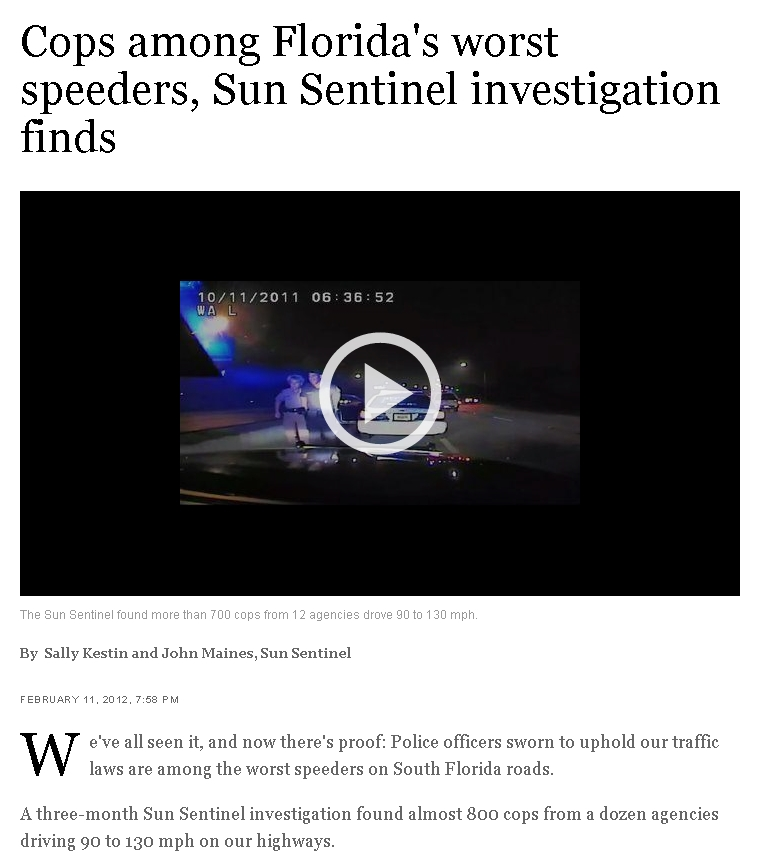 Cops among Florida's worst
speeders, Sun Sentinel investigation
finds
10/11/2011 06:36:52
WA L
The Sun Sentinel found more than 700 cops from 12 agencies drove 90 to 130 mph.
By Sally Kestin and John Maines, Sun Sentinel
FEBRUARY 11, 2012, 7:58 PM
We've all seen it, and now there's proof: Police officers sworn to uphold our traffic
laws are among the worst speeders on South Florida roads.
A three-month Sun Sentinel investigation found almost 800 cops from a dozen agencies
driving 90 to 130 mph on our highways.